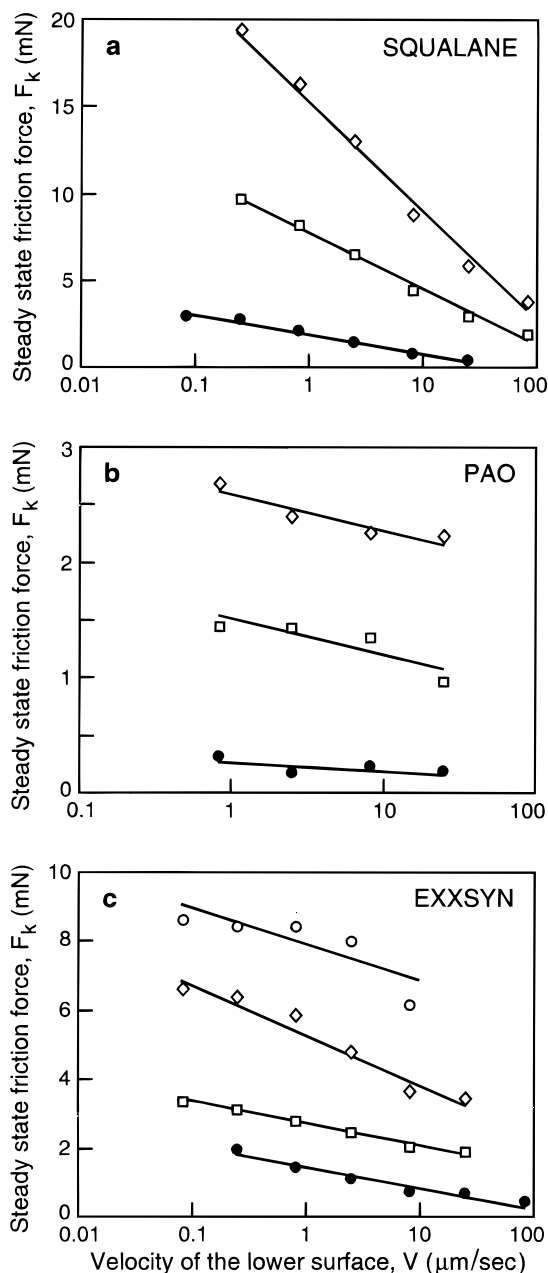 Steady state friction force, Fₖ (mN)
a
SQUALANE
20
15
10
5
0
0.01
0.1
1
10
100
Steady state friction force, Fₖ (mN)
b
PAO
3
2
1
0
0.1
1
10
100
Steady state friction force, Fₖ (mN)
c
EXXSYN
10
8
6
4
2
0
0.01
0.1
1
10
100
Velocity of the lower surface, V (μm/sec)